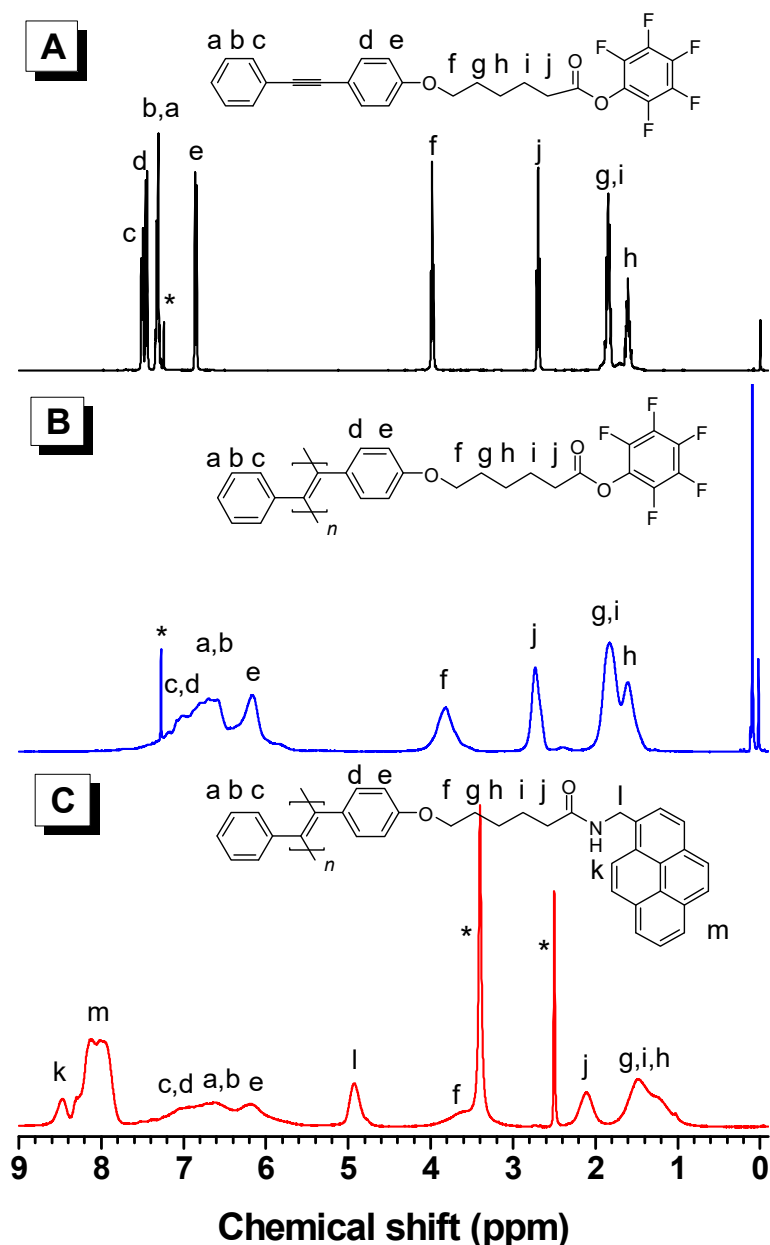 A
a b c
d e
f g h i j
O
O
O
F F F F F
b,a
d
c
*
e
f
j
g,i
h
B
a b c
d e
f g h i j
n
O
O
O
F F F F F
*
a,b
c,d
e
f
j
g,i
h
C
a b c
d e
f g h i j
n
O
O
N
H
l
k
m
k
m
c,d
a,b
e
l
f
*
*
j
g,i,h
9 8 7 6 5 4 3 2 1 0
Chemical shift (ppm)